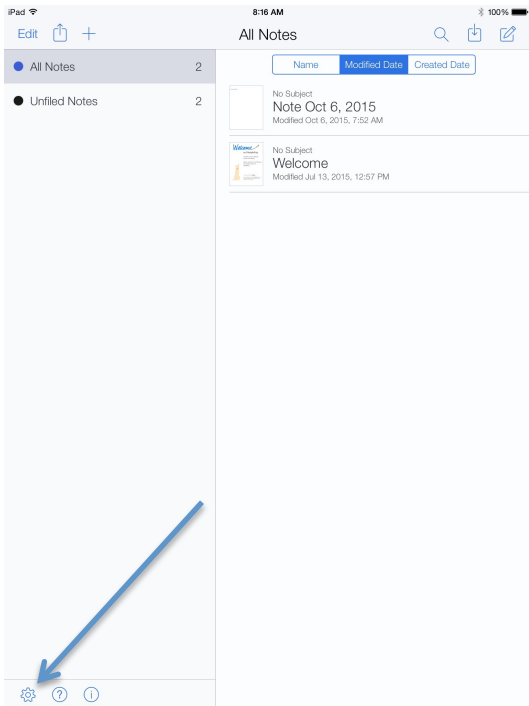 iPad 8:16 AM 100%
Edit All Notes
All Notes 2
Unfiled Notes 2
Name Modified Date Created Date
No Subject
Note Oct 6, 2015
Modified Oct 6, 2015, 7:52 AM
Welcome
No Subject
Welcome
Modified Jul 13, 2015, 12:57 PM
?
i